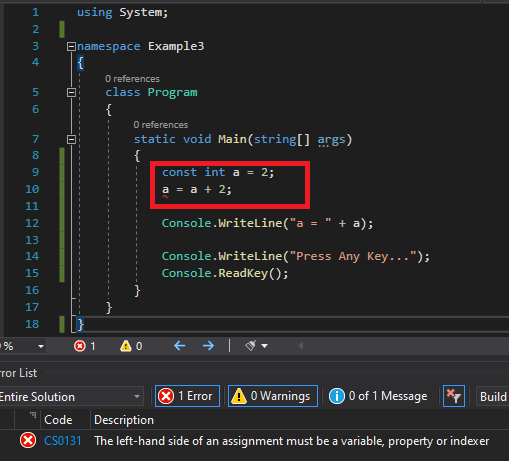 1 using System;
2
3 namespace Example3
4 {
0 references
5 class Program
6 {
0 references
7 static void Main(string[] args)
8 {
9 const int a = 2;
10 a = a + 2;
11
12 Console.WriteLine("a = " + a);
13
14 Console.WriteLine("Press Any Key...");
15 Console.ReadKey();
16 }
17 }
18 }
% 1 0
Error List
Entire Solution 1 Error 0 Warnings 0 of 1 Message Build
Code Description
CS0131 The left-hand side of an assignment must be a variable, property or indexer